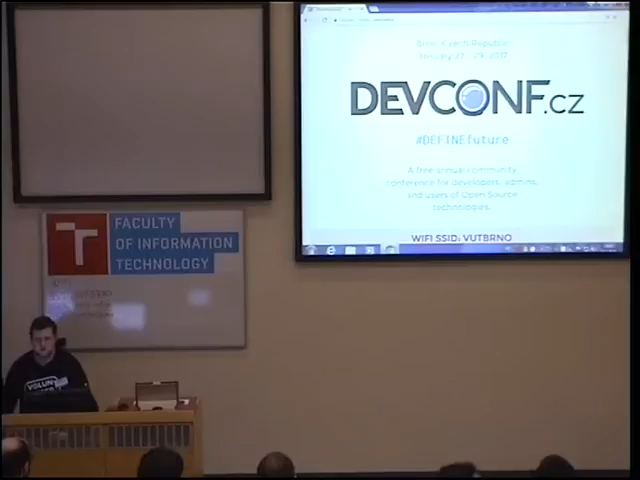 Brno, Czech Republic
January 27 - 29, 2017
DEVCONF.cz
#DEFINEfuture
A free annual community
conference for developers, admins,
and users of Open Source
technologies.
WIFI SSID: VUTBRNO
FACULTY
OF INFORMATION
TECHNOLOGY
VOLUN